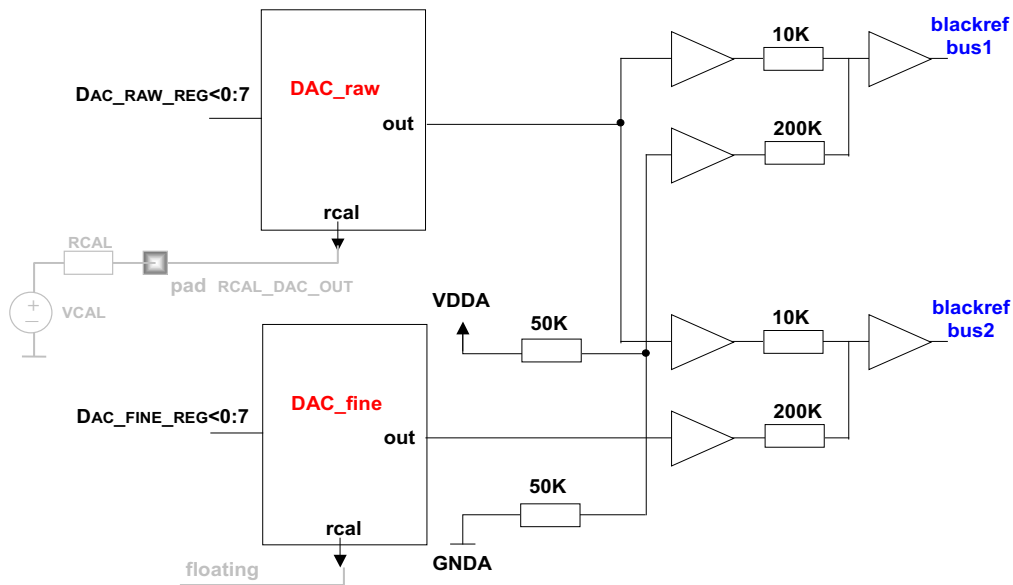 blackref
bus1
10K
DAC_raw
DAC_RAW_REG<0:7
out
200K
rcal
RCAL
pad RCAL_DAC_OUT
+
−
VCAL
VDDA
50K
10K
blackref
bus2
DAC_fine
DAC_FINE_REG<0:7
out
200K
50K
rcal
GNDA
floating